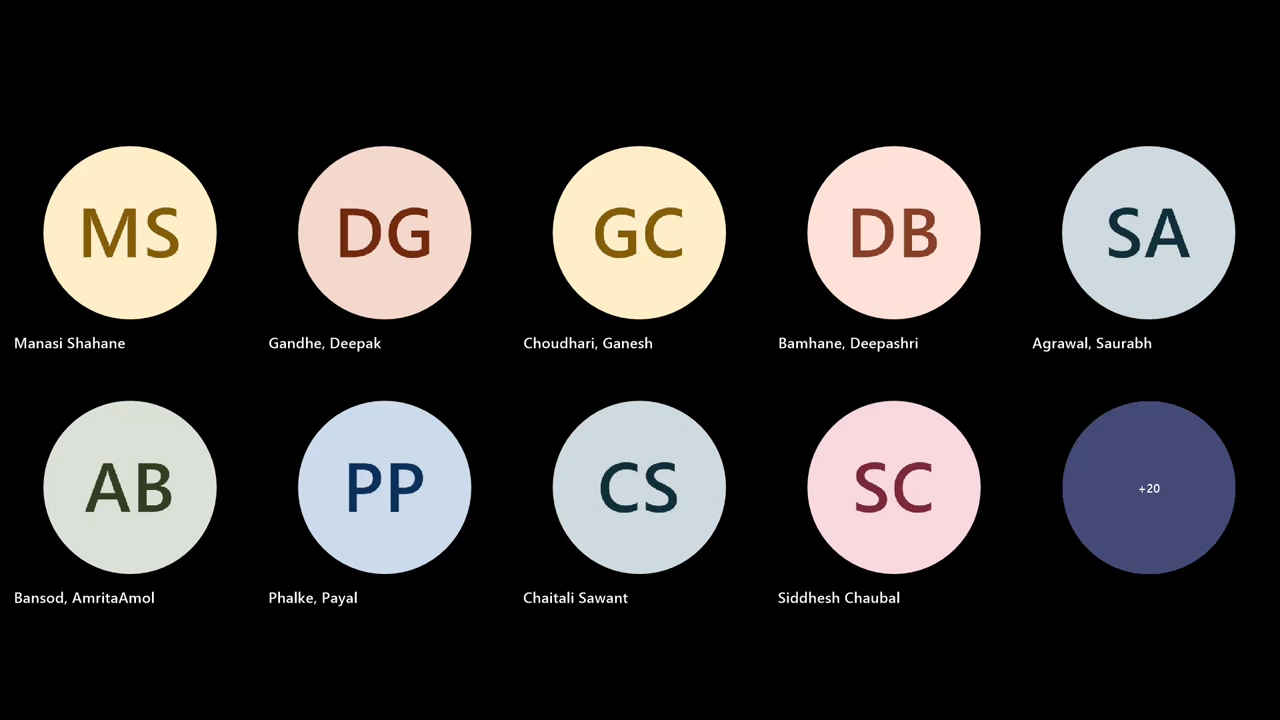 MS
DG
GC
DB
SA
Manasi Shahane
Gandhe, Deepak
Choudhari, Ganesh
Bamhane, Deepashri
Agrawal, Saurabh
AB
PP
CS
SC
+20
Bansod, AmritaAmol
Phalke, Payal
Chaitali Sawant
Siddhesh Chaubal